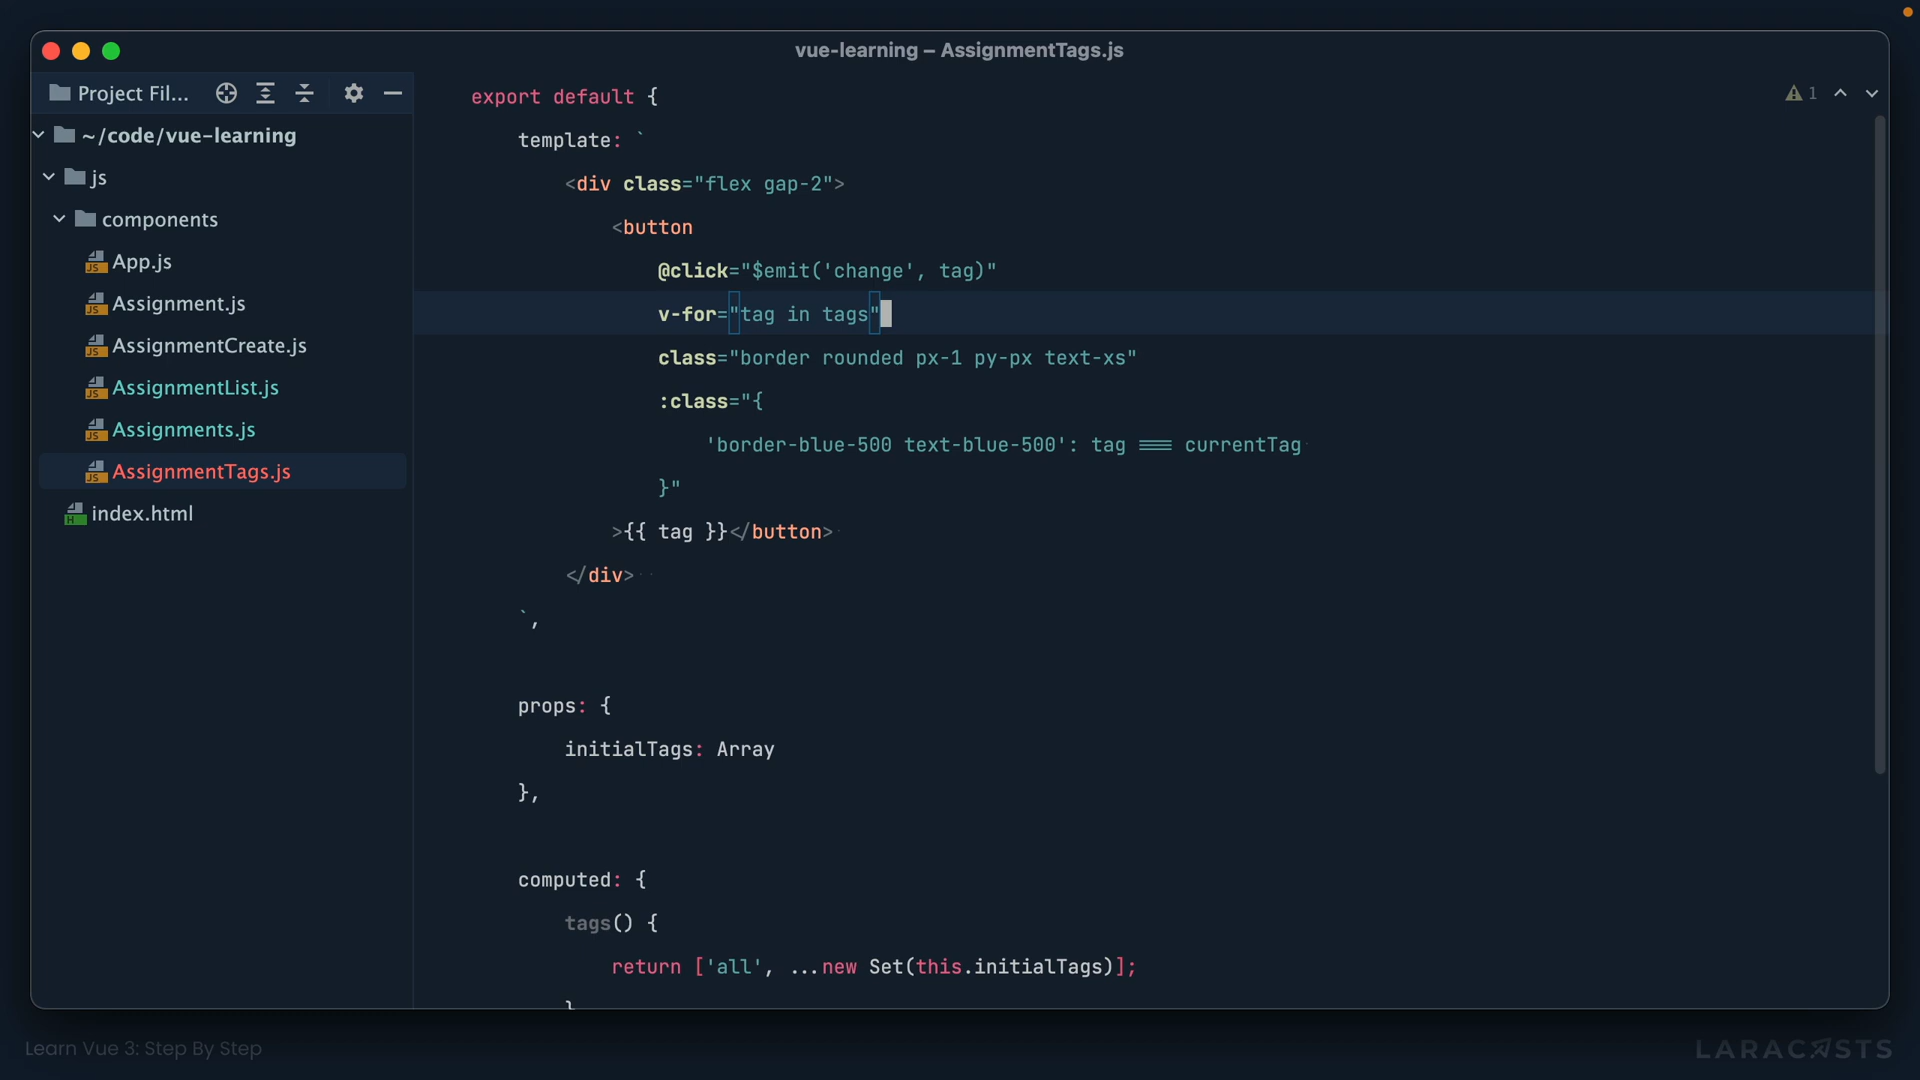 vue-learning – AssignmentTags.js
Project Fil...
~/code/vue-learning
js
components
App.js
Assignment.js
AssignmentCreate.js
AssignmentList.js
Assignments.js
AssignmentTags.js
index.html
1
export default {
template: `
<div class="flex gap-2">
<button
@click="$emit('change', tag)"
v-for="tag in tags"
class="border rounded px-1 py-px text-xs"
:class="{
'border-blue-500 text-blue-500': tag === currentTag
}"
>{{ tag }}</button>
</div>
`,
props: {
initialTags: Array
},
computed: {
tags() {
return ['all', ...new Set(this.initialTags)];
}
Learn Vue 3: Step By Step
LARACASTS